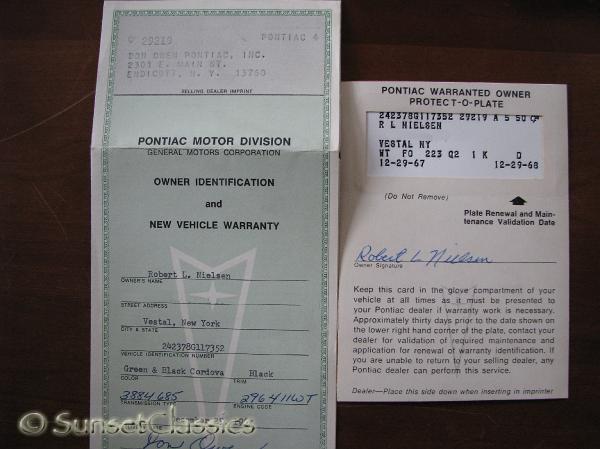 29219 PONTIAC 4
DON OWEN PONTIAC, INC.
2301 E. MAIN ST.
ENDICOTT, N. Y. 13760
SELLING DEALER IMPRINT
PONTIAC MOTOR DIVISION
GENERAL MOTORS CORPORATION
OWNER IDENTIFICATION
and
NEW VEHICLE WARRANTY
Robert L. Nielsen
OWNER'S NAME
STREET ADDRESS
Vestal, New York
CITY & STATE
242378G117352
VEHICLE IDENTIFICATION NUMBER
Green & Black Cordova Black
COLOR TRIM
3884685 296411WT
TRANSMISSION TYPE ENGINE CODE
© SunsetClassics
PONTIAC WARRANTED OWNER
PROTECT-O-PLATE
242378G117352 29219 A 5 50 Q
R L NIELSEN
VESTAL NY
WT FO 223 Q2 1 K D
12-29-67 12-29-68
(Do Not Remove)
Plate Renewal and Main-
tenance Validation Date
Robert L Nielsen
Owner Signature
Keep this card in the glove compartment of your
vehicle at all times as it must be presented to
your Pontiac dealer if warranty work is necessary.
Approximately thirty days prior to the date shown on
the lower right hand corner of the plate, contact your
dealer for validation of required maintenance and
application for renewal of warranty identification. If
you are unable to return to your selling dealer, any
Pontiac dealer can perform this service.
Dealer—Place this side down when inserting in imprinter